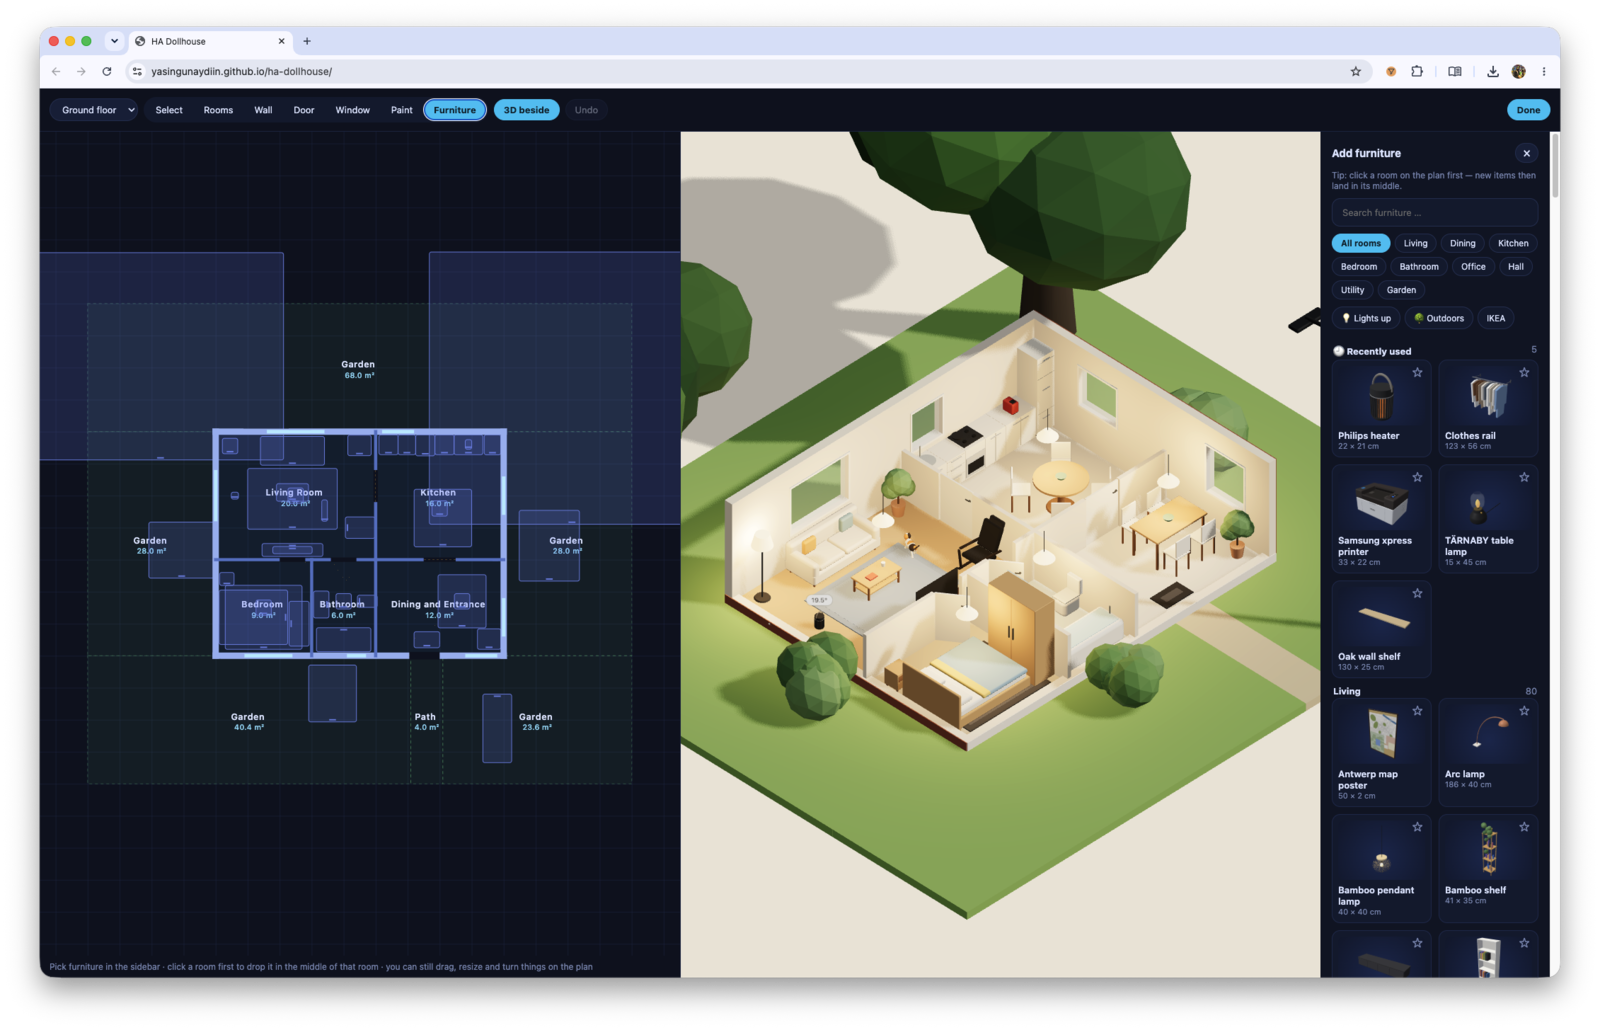 HA Dollhouse
yasingunaydiin.github.io/ha-dollhouse/
Ground floor
Select
Rooms
Wall
Door
Window
Paint
Furniture
3D beside
Undo
Done
Garden
68.0 m²
Living Room
20.0 m²
Kitchen
16.0 m²
Garden
28.0 m²
Garden
28.0 m²
Bedroom
9.0 m²
Bathroom
6.0 m²
Dining and Entrance
12.0 m²
Garden
40.4 m²
Path
4.0 m²
Garden
23.6 m²
Pick furniture in the sidebar · click a room first to drop it in the middle of that room · you can still drag, resize and turn things on the plan
19.5°
Add furniture
Tip: click a room on the plan first — new items then
land in its middle.
Search furniture ...
All rooms
Living
Dining
Kitchen
Bedroom
Bathroom
Office
Hall
Utility
Garden
Lights up
Outdoors
IKEA
Recently used
5
Philips heater
22 × 21 cm
Clothes rail
123 × 56 cm
Samsung xpress
printer
33 × 22 cm
TÄRNABY table
lamp
15 × 45 cm
Oak wall shelf
130 × 25 cm
Living
80
Antwerp map
poster
50 × 2 cm
Arc lamp
186 × 40 cm
Bamboo pendant
lamp
40 × 40 cm
Bamboo shelf
41 × 35 cm